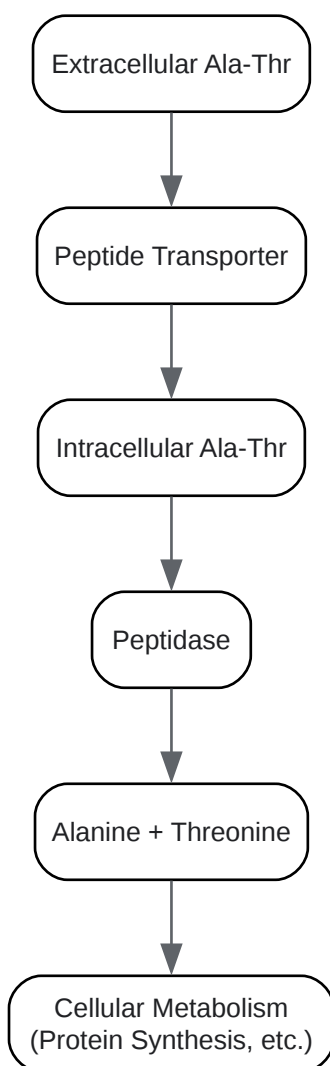 Extracellular Ala-Thr
Peptide Transporter
Intracellular Ala-Thr
Peptidase
Alanine + Threonine
Cellular Metabolism
(Protein Synthesis, etc.)